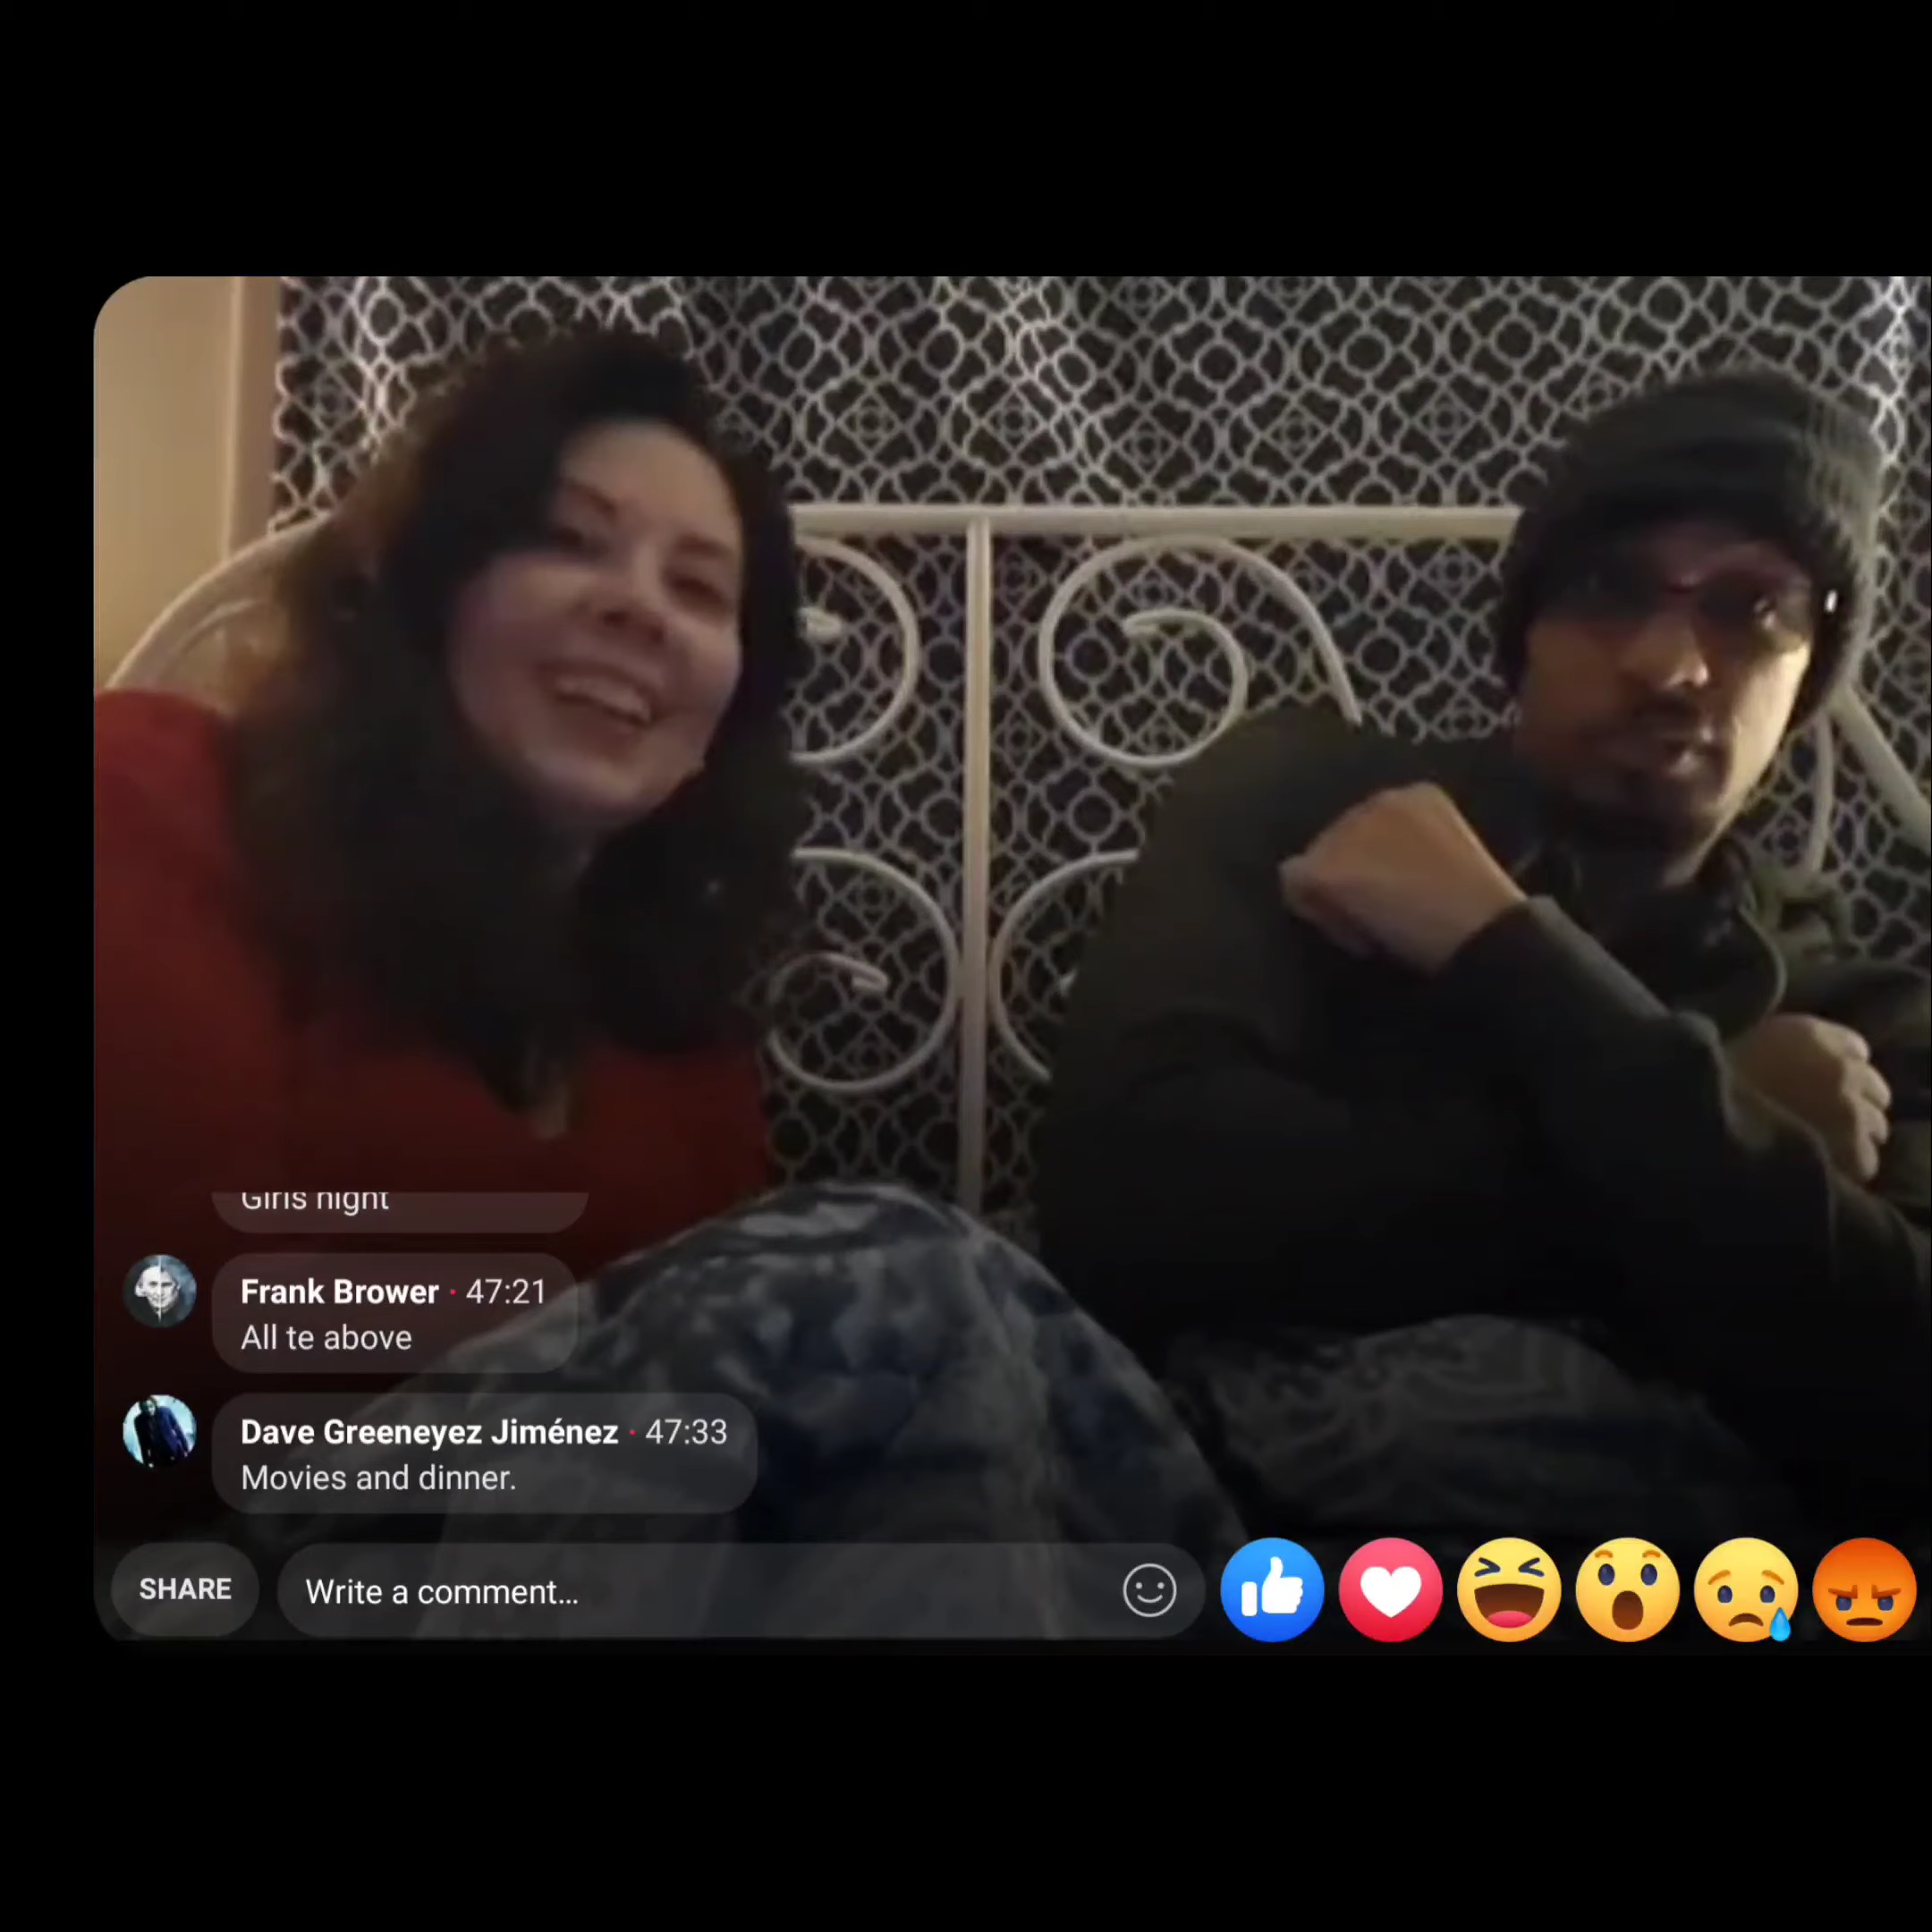 Girls night
Frank Brower · 47:21
All te above
Dave Greeneyez Jiménez · 47:33
Movies and dinner.
SHARE
Write a comment...